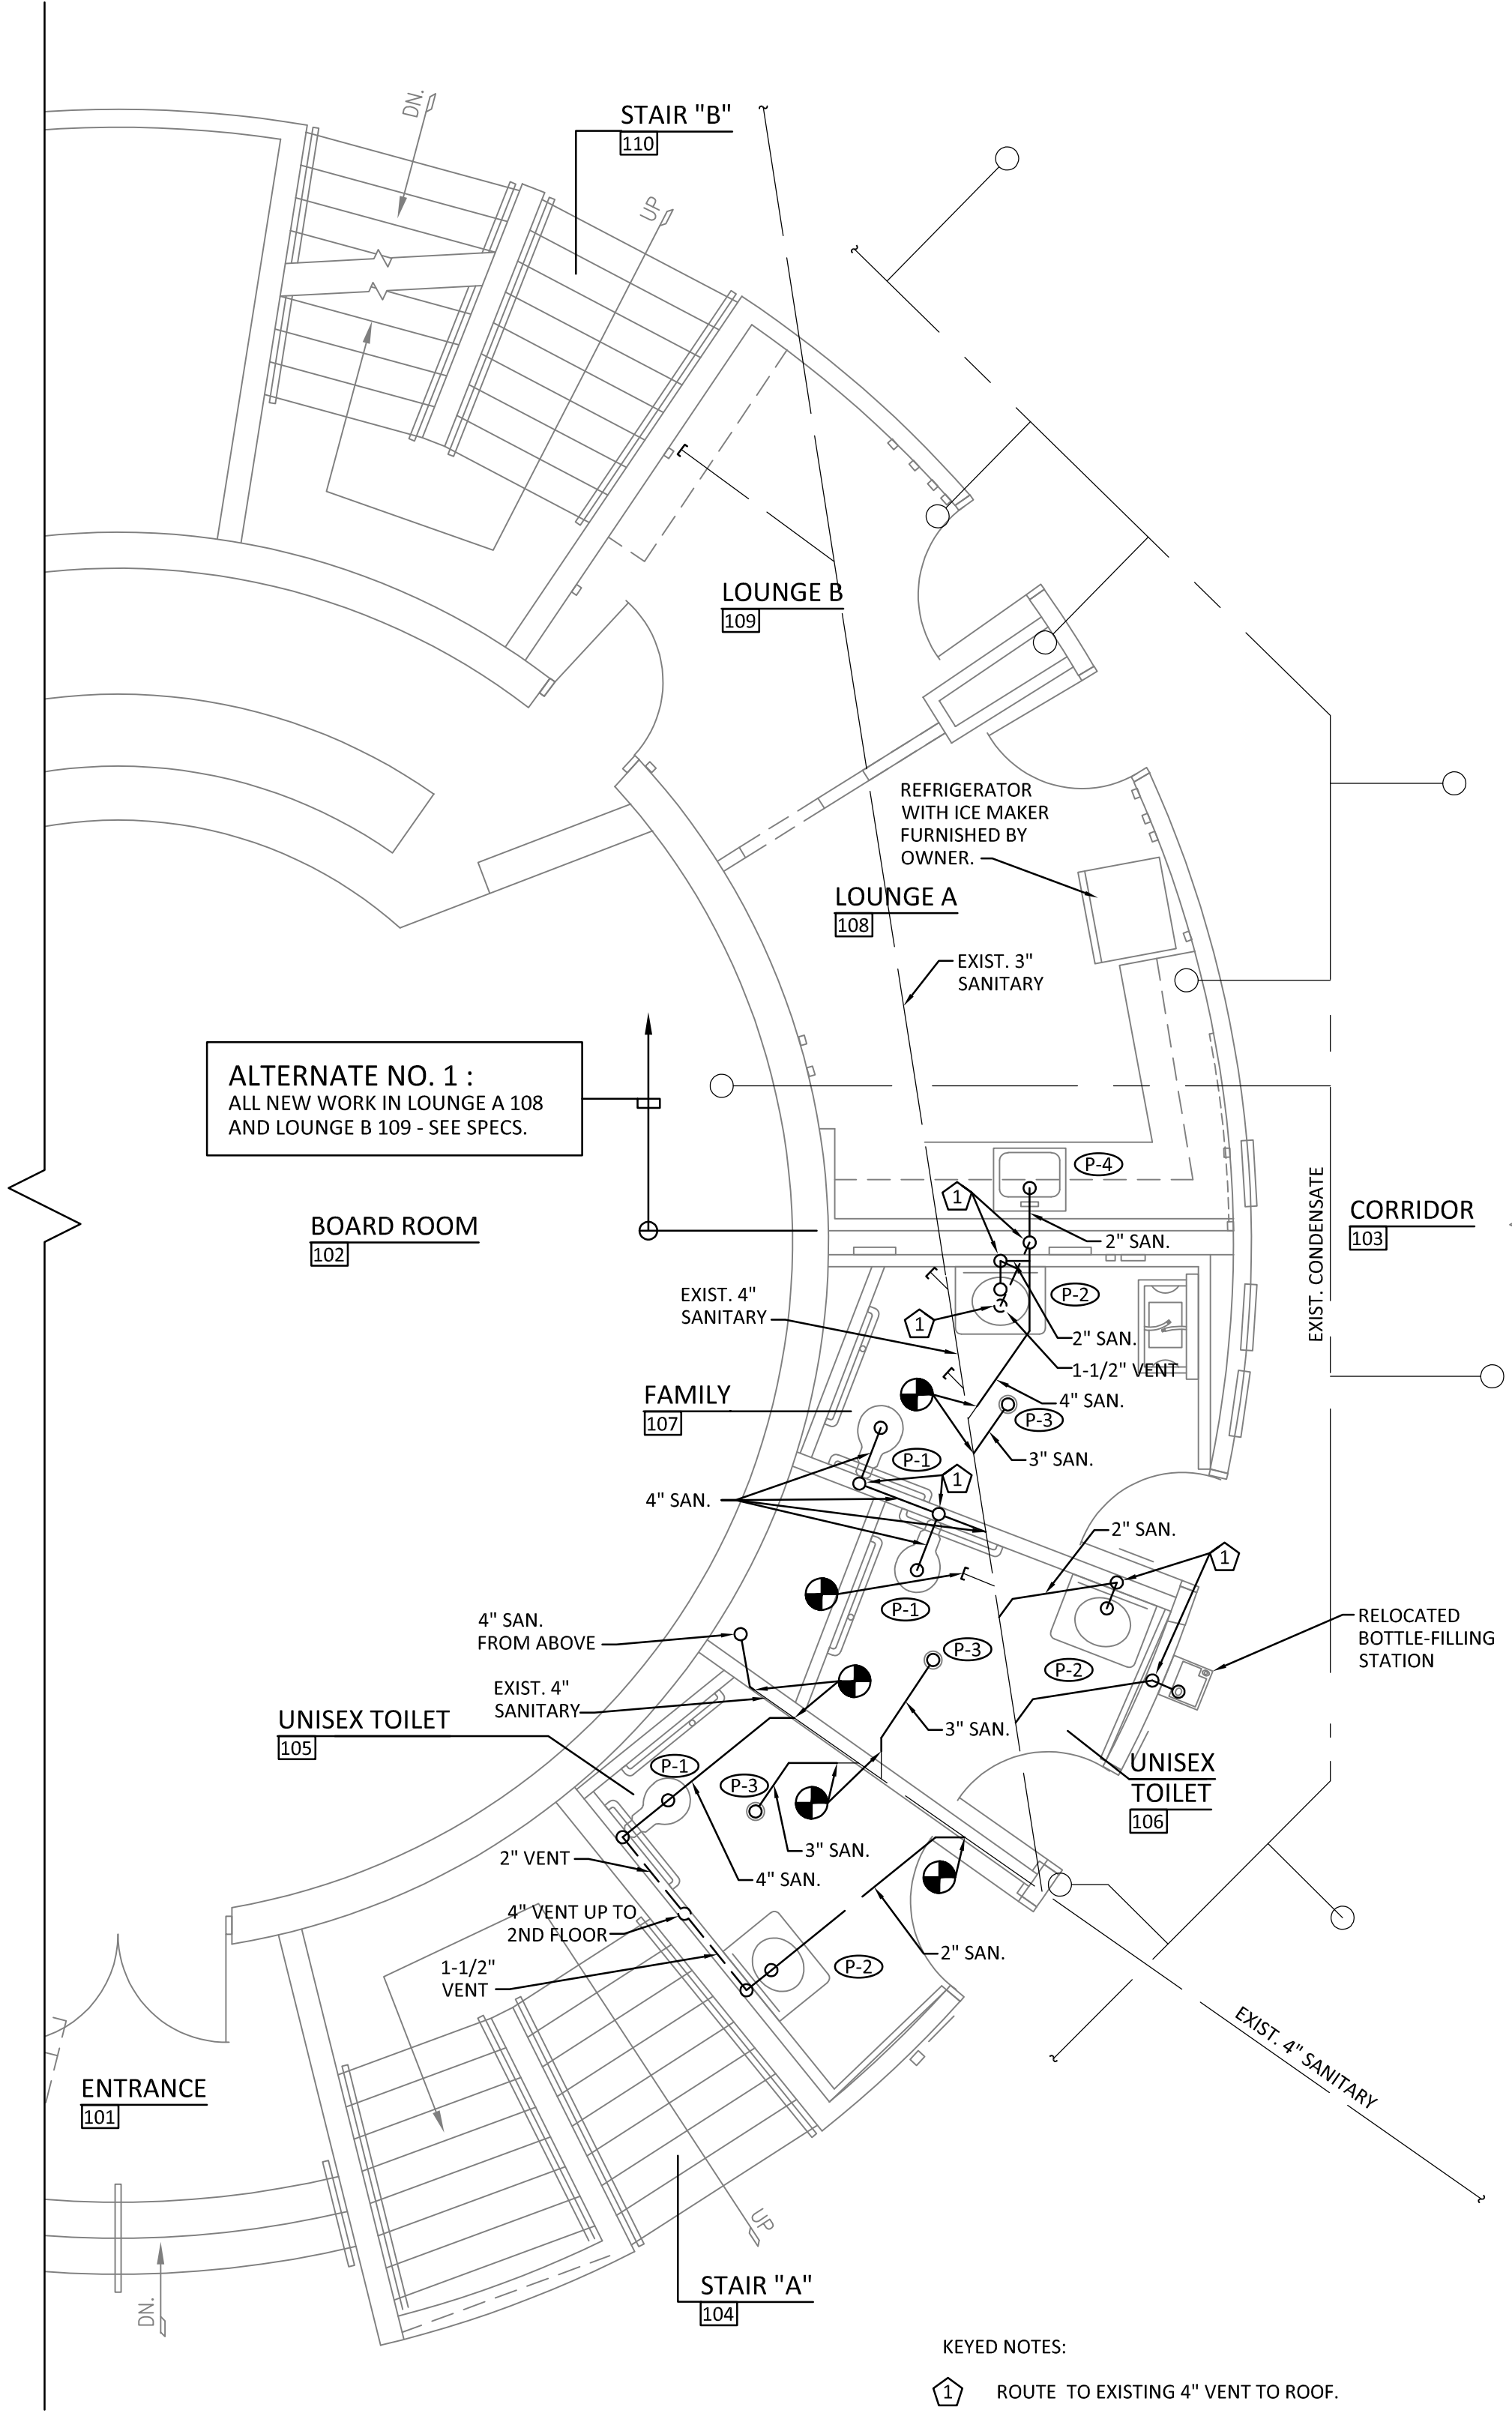 DN.
STAIR "B"
110
UP
LOUNGE B
109
REFRIGERATOR
WITH ICE MAKER
FURNISHED BY
OWNER.
LOUNGE A
108
EXIST. 3"
SANITARY
ALTERNATE NO. 1 :
ALL NEW WORK IN LOUNGE A 108
AND LOUNGE B 109 - SEE SPECS.
P-4
1
BOARD ROOM
102
2" SAN.
EXIST. CONDENSATE
CORRIDOR
103
EXIST. 4"
SANITARY
P-2
1
2" SAN.
1-1/2" VENT
FAMILY
107
4" SAN.
P-3
P-1
3" SAN.
1
4" SAN.
2" SAN.
1
P-1
4" SAN.
FROM ABOVE
RELOCATED
BOTTLE-FILLING
STATION
P-3
P-2
EXIST. 4"
SANITARY
UNISEX TOILET
105
3" SAN.
P-1
P-3
UNISEX
TOILET
106
3" SAN.
2" VENT
4" SAN.
4" VENT UP TO
2ND FLOOR
2" SAN.
1-1/2"
VENT
P-2
EXIST. 4" SANITARY
ENTRANCE
101
UP
DN.
STAIR "A"
104
KEYED NOTES:
1 ROUTE TO EXISTING 4" VENT TO ROOF.